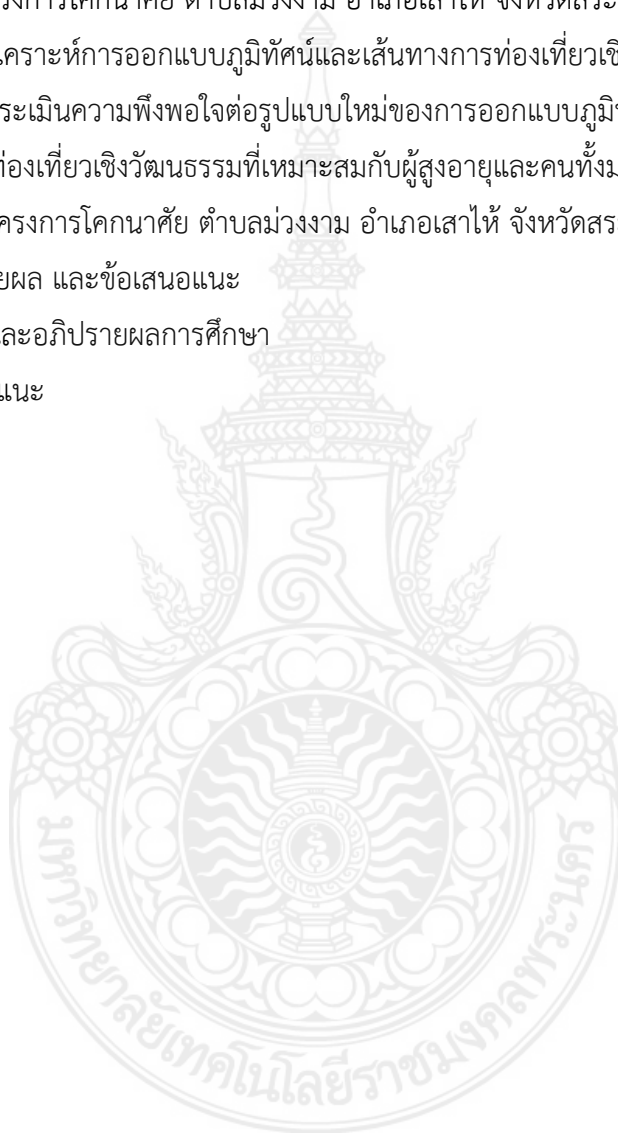 ครงการโคกนาศัย ตำบลม่วงงาม อำเภอเสาไห้ จังหวัดสระ
เคราะห์การออกแบบภูมิทัศน์และเส้นทางการท่องเที่ยวเชิ
ระเมินความพึงพอใจต่อรูปแบบใหม่ของการออกแบบภูมิ
ท่องเที่ยวเชิงวัฒนธรรมที่เหมาะสมกับผู้สูงอายุและคนทั้งม
ครงการโคกนาศัย ตำบลม่วงงาม อำเภอเสาไห้ จังหวัดสระ
ยผล และข้อเสนอแนะ
และอภิปรายผลการศึกษา
แนะ
มหาวิทยาลัยเทคโนโลยีราชมงคลพระนคร